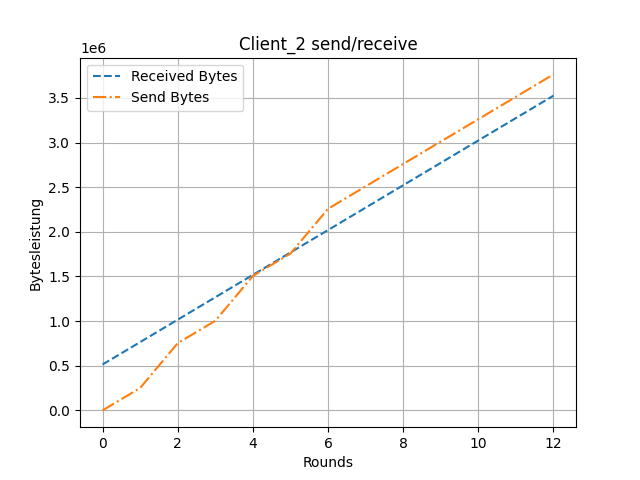 Client_2 send/receive
1e6
Received Bytes
Send Bytes
Bytesleistung
3.5
3.0
2.5
2.0
1.5
1.0
0.5
0.0
0 2 4 6 8 10 12
Rounds